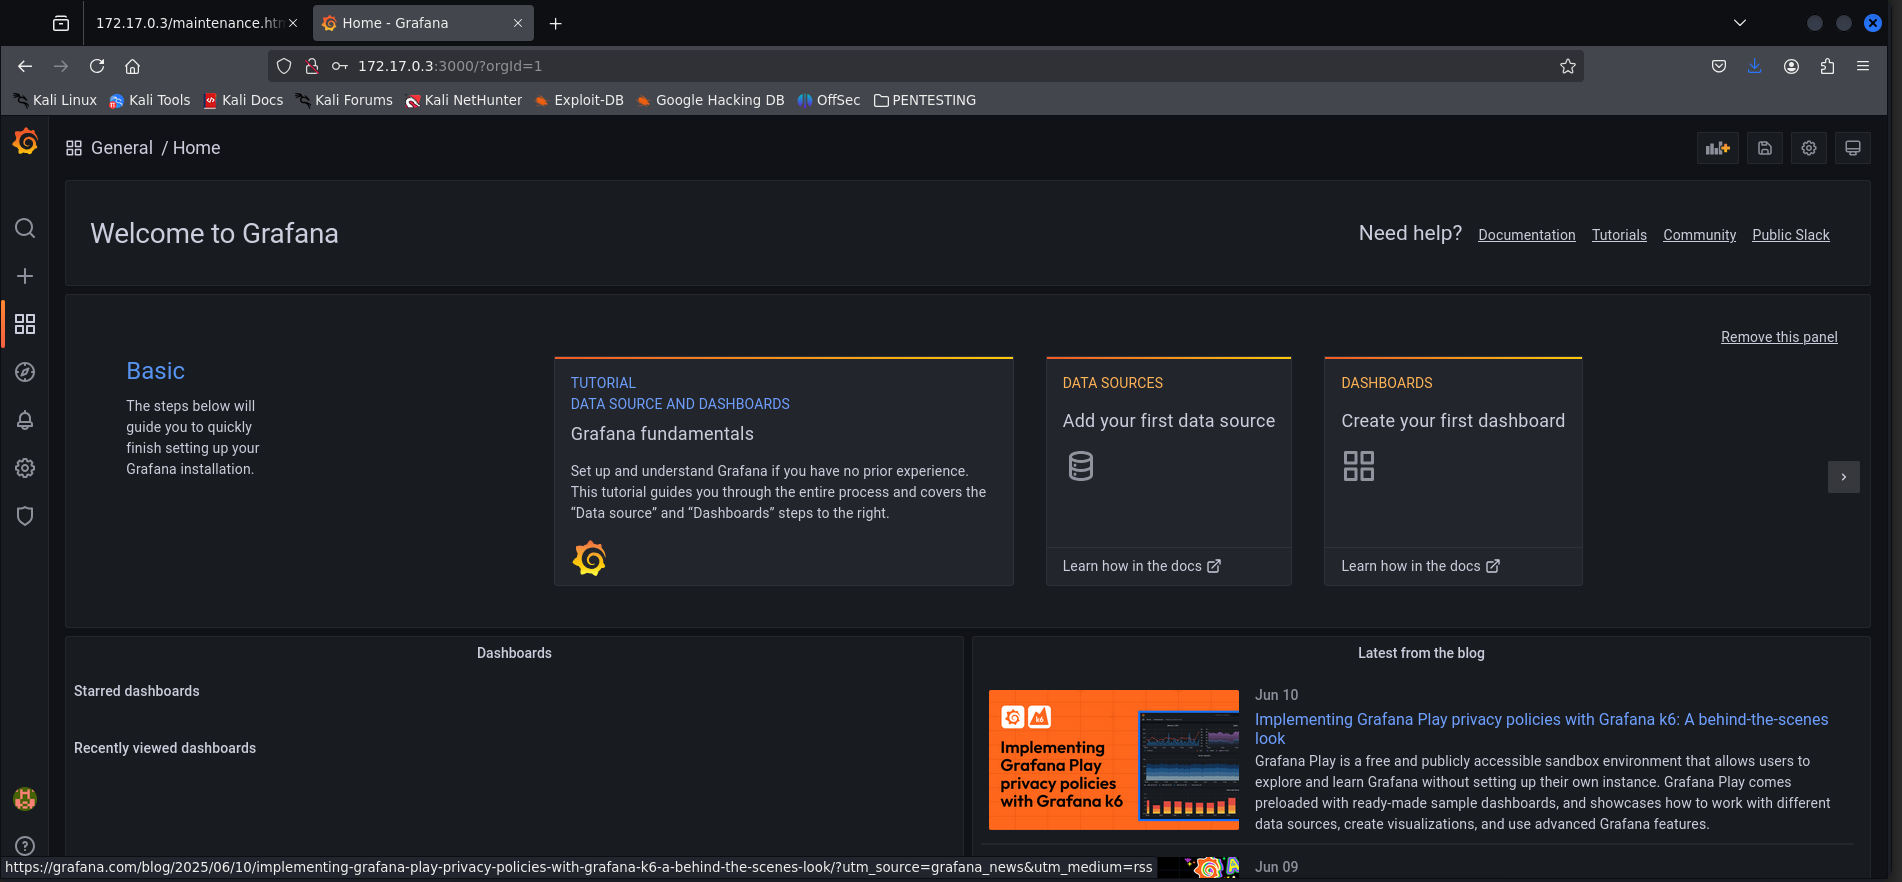 172.17.0.3/maintenance.htm
Home - Grafana
172.17.0.3:3000/?orgId=1
Kali Linux
Kali Tools
Kali Docs
Kali Forums
Kali NetHunter
Exploit-DB
Google Hacking DB
OffSec
PENTESTING
General / Home
Welcome to Grafana
Need help? Documentation Tutorials Community Public Slack
Remove this panel
Basic
The steps below will
guide you to quickly
finish setting up your
Grafana installation.
TUTORIAL
DATA SOURCE AND DASHBOARDS
Grafana fundamentals
Set up and understand Grafana if you have no prior experience.
This tutorial guides you through the entire process and covers the
“Data source” and “Dashboards” steps to the right.
DATA SOURCES
Add your first data source
Learn how in the docs
DASHBOARDS
Create your first dashboard
Learn how in the docs
Dashboards
Starred dashboards
Recently viewed dashboards
Latest from the blog
Implementing
Grafana Play
privacy policies
with Grafana k6
Jun 10
Implementing Grafana Play privacy policies with Grafana k6: A behind-the-scenes
look
Grafana Play is a free and publicly accessible sandbox environment that allows users to
explore and learn Grafana without setting up their own instance. Grafana Play comes
preloaded with ready-made sample dashboards, and showcases how to work with different
data sources, create visualizations, and use advanced Grafana features.
Jun 09
https://grafana.com/blog/2025/06/10/implementing-grafana-play-privacy-policies-with-grafana-k6-a-behind-the-scenes-look/?utm_source=grafana_news&utm_medium=rss